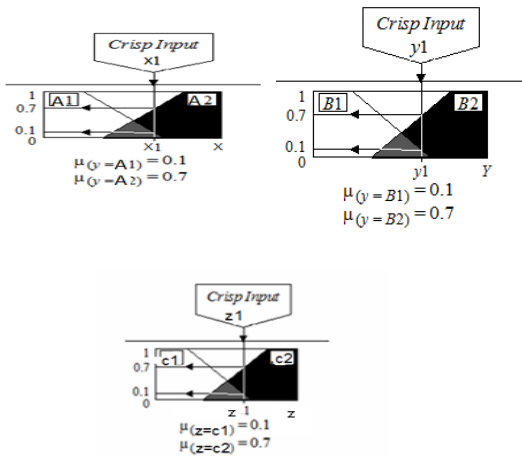 Crisp Input
x1
1
A1
A2
0.7
0.1
0
x1
X
μ(y=A1) = 0.1
μ(y=A2) = 0.7
Crisp Input
y1
1
B1
B2
0.7
0.1
0
y1
Y
μ(y = B1) = 0.1
μ(y = B2) = 0.7
Crisp Input
z1
1
c1
c2
0.7
0.1
0
z 1
z
μ(z=c1) = 0.1
μ(z=c2) = 0.7